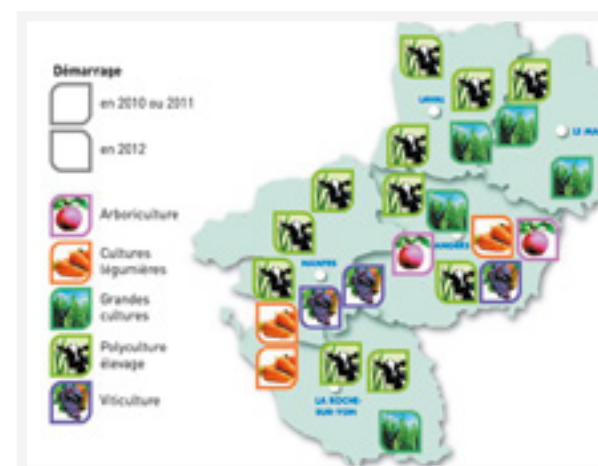 Démarrage
en 2010 ou 2011
en 2012
Arboriculture
Cultures
légumières
Grandes
cultures
Polyculture
élevage
Viticulture
LAVAL
LE MA
ANGERS
NANTES
LA ROCHE-
SUR-YON